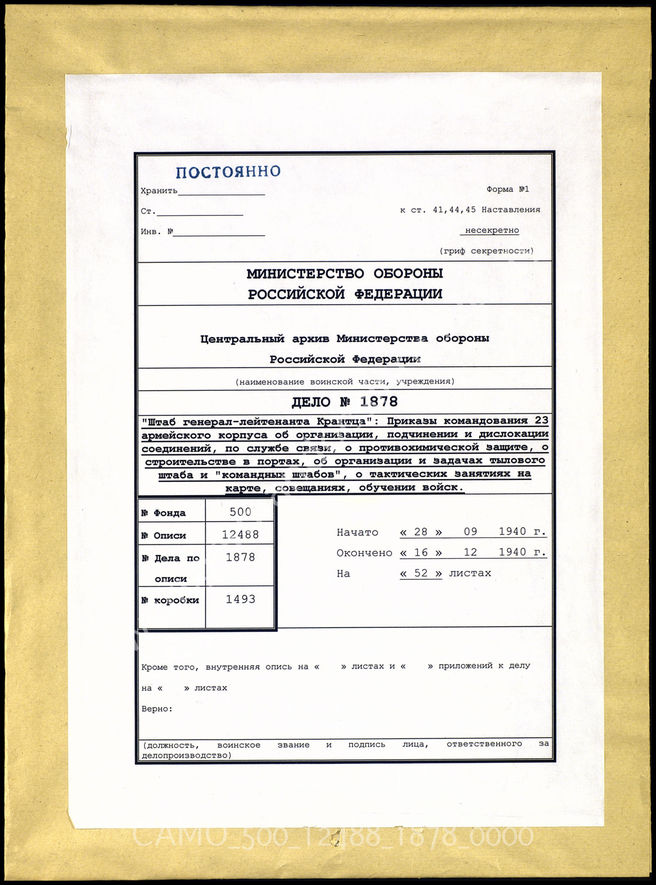 ПОСТОЯННО
Хранить
Форма №1
Ст.
к ст. 41,44,45 Наставления
Инв. №
несекретно
(гриф секретности)
МИНИСТЕРСТВО ОБОРОНЫ
РОССИЙСКОЙ ФЕДЕРАЦИИ
Центральный архив Министерства обороны
Российской Федерации
(наименование воинской части, учреждения)
ДЕЛО № 1878
"Штаб генерал-лейтенанта Крантца": Приказы командования 23
армейского корпуса об организации, подчинении и дислокации
соединений, по службе связи, о противохимической защите, о
строительстве в портах, об организации и задачах тылового
штаба и "командных штабов", о тактических занятиях на
карте, совещаниях, обучении войск.
№ Фонда 500
№ Описи 12488
№ Дела по описи 1878
№ коробки 1493
Начато « 28 » 09 1940 г.
Окончено « 16 » 12 1940 г.
На « 52 » листах
Кроме того, внутренняя опись на « » листах и « » приложений к делу
на « » листах
Верно:
(должность, воинское звание и подпись лица, ответственного за
делопроизводство)
CAMO_500_12488_1878_0000